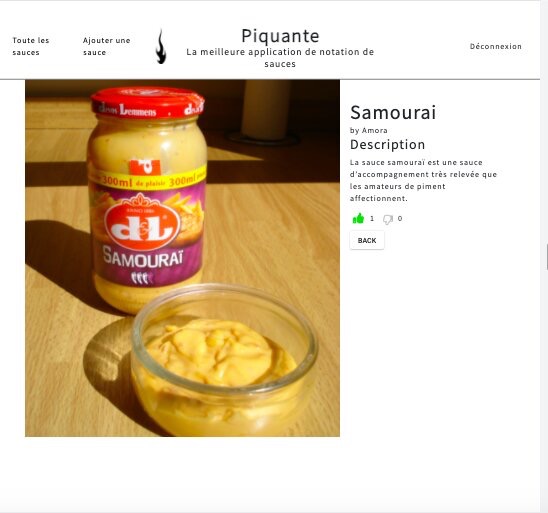 Toute les
sauces
Ajouter une
sauce
Piquante
La meilleure application de notation de
sauces
Déconnexion
Samourai
by Amora
Description
La sauce samouraï est une sauce
d'accompagnement très relevée que
les amateurs de piment
affectionnent.
1
0
BACK
300ml de plaisir 300ml
d&L
SAMOURAÏ